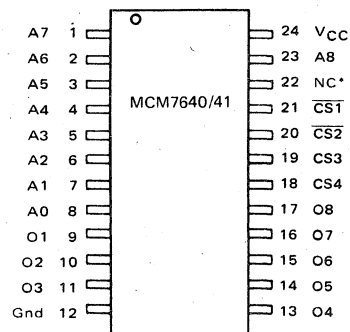 A7 1 24 VCC
A6 2 23 A8
A5 3 22 NC*
MCM7640/41
A4 4 21 CS1
A3 5 20 CS2
A2 6 19 CS3
A1 7 18 CS4
A0 8 17 O8
O1 9 16 O7
O2 10 15 O6
O3 11 14 O5
Gnd 12 13 O4